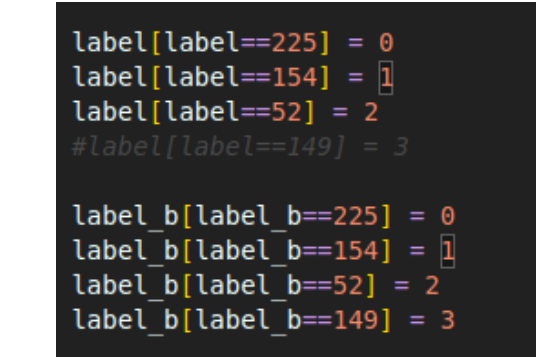 label[label==225] = 0
label[label==154] = 1
label[label==52] = 2
#label[label==149] = 3
label_b[label_b==225] = 0
label_b[label_b==154] = 1
label_b[label_b==52] = 2
label_b[label_b==149] = 3